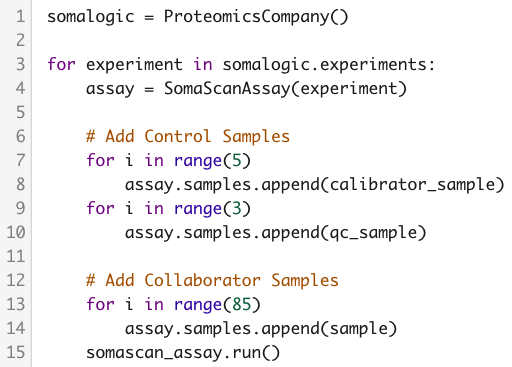 1 somalogic = ProteomicsCompany()
2
3 for experiment in somalogic.experiments:
4     assay = SomaScanAssay(experiment)
5
6     # Add Control Samples
7     for i in range(5)
8         assay.samples.append(calibrator_sample)
9     for i in range(3)
10         assay.samples.append(qc_sample)
11
12     # Add Collaborator Samples
13     for i in range(85)
14         assay.samples.append(sample)
15     somascan_assay.run()